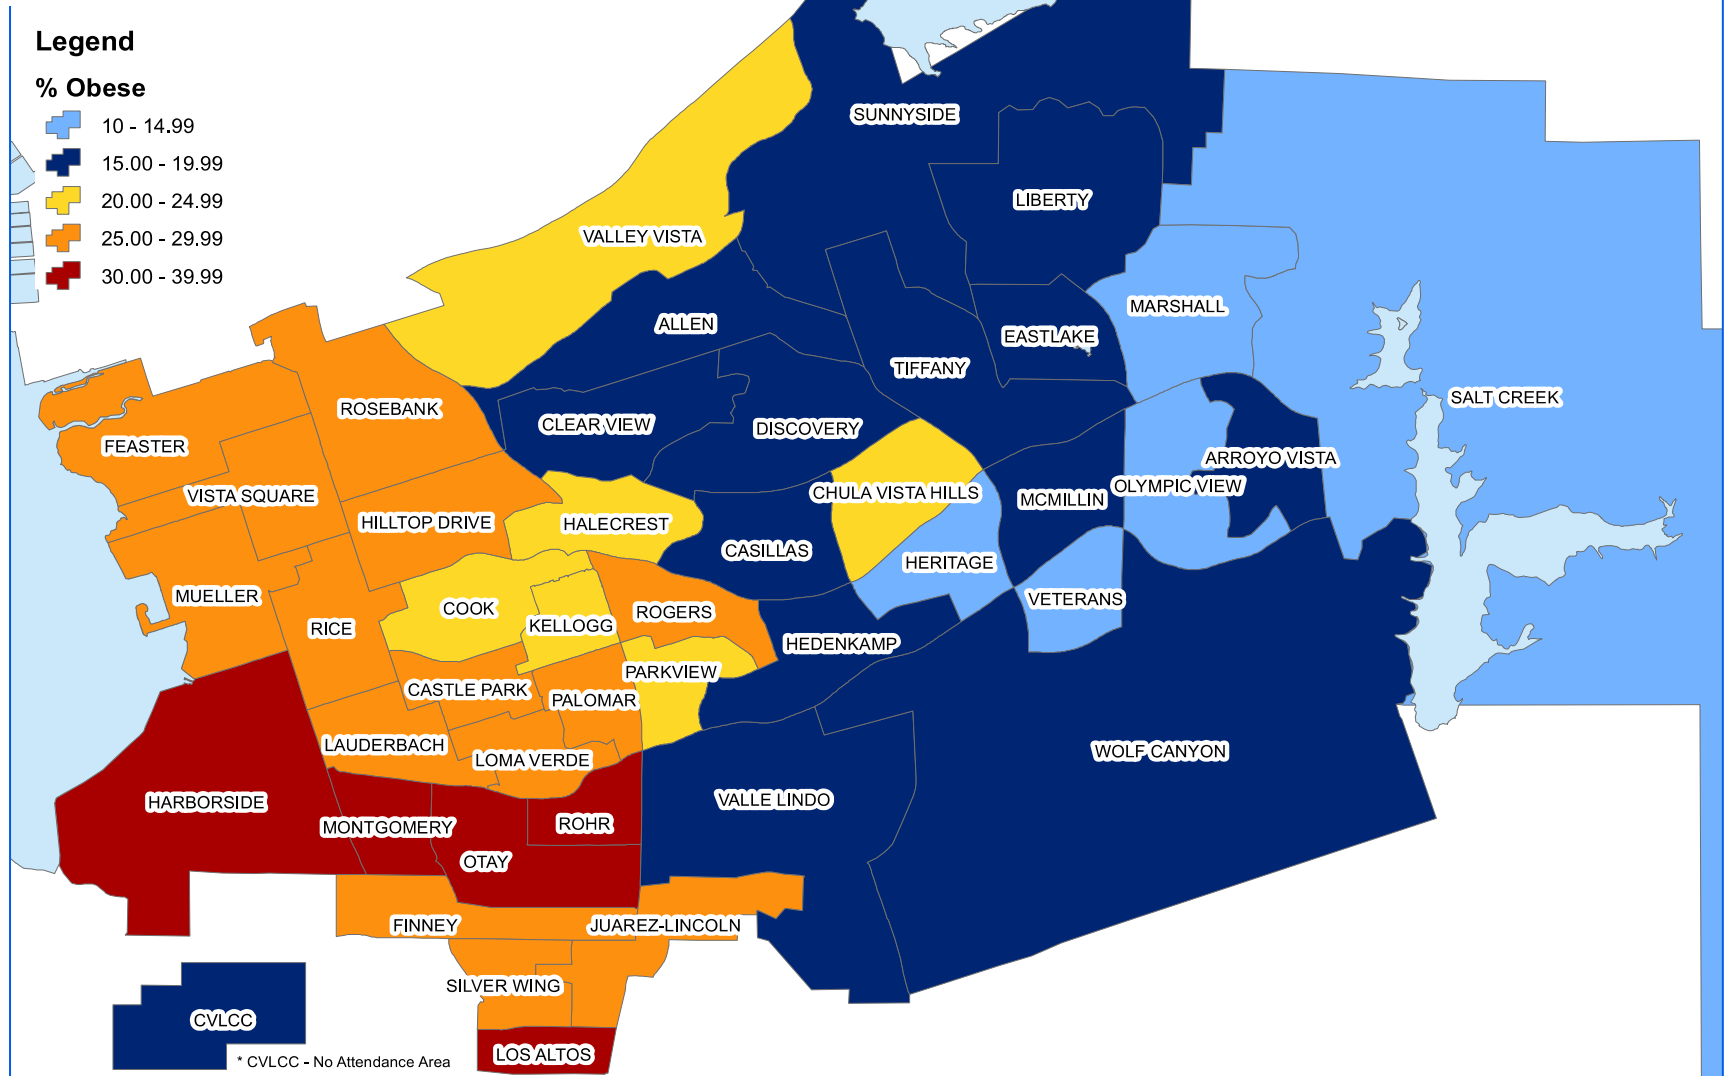 Legend
% Obese
10 - 14.99
15.00 - 19.99
20.00 - 24.99
25.00 - 29.99
30.00 - 39.99
SUNNYSIDE
LIBERTY
VALLEY VISTA
MARSHALL
ALLEN
EASTLAKE
TIFFANY
SALT CREEK
ROSEBANK
CLEAR VIEW
DISCOVERY
FEASTER
ARROYO VISTA
VISTA SQUARE
CHULA VISTA HILLS
MCMILLIN
OLYMPIC VIEW
HILLTOP DRIVE
HALECREST
CASILLAS
HERITAGE
MUELLER
COOK
VETERANS
RICE
KELLOGG
ROGERS
HEDENKAMP
PARKVIEW
CASTLE PARK
PALOMAR
LAUDERBACH
LOMA VERDE
WOLF CANYON
HARBORSIDE
VALLE LINDO
MONTGOMERY
ROHR
OTAY
FINNEY
JUAREZ-LINCOLN
SILVER WING
CVLCC
LOS ALTOS
* CVLCC - No Attendance Area